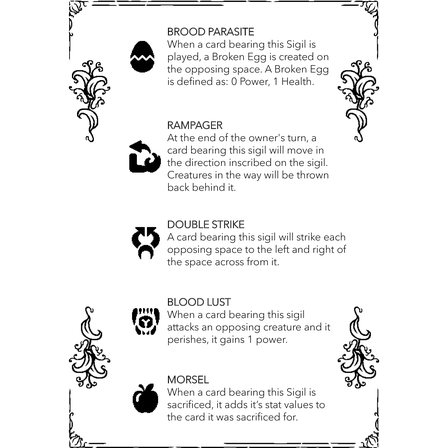 BROOD PARASITE
When a card bearing this Sigil is
played, a Broken Egg is created on
the opposing space. A Broken Egg
is defined as: 0 Power, 1 Health.
RAMPAGER
At the end of the owner's turn, a
card bearing this sigil will move in
the direction inscribed on the sigil.
Creatures in the way will be thrown
back behind it.
DOUBLE STRIKE
A card bearing this sigil will strike each
opposing space to the left and right of
the space across from it.
BLOOD LUST
When a card bearing this sigil
attacks an opposing creature and it
perishes, it gains 1 power.
MORSEL
When a card bearing this Sigil is
sacrificed, it adds it's stat values to
the card it was sacrificed for.